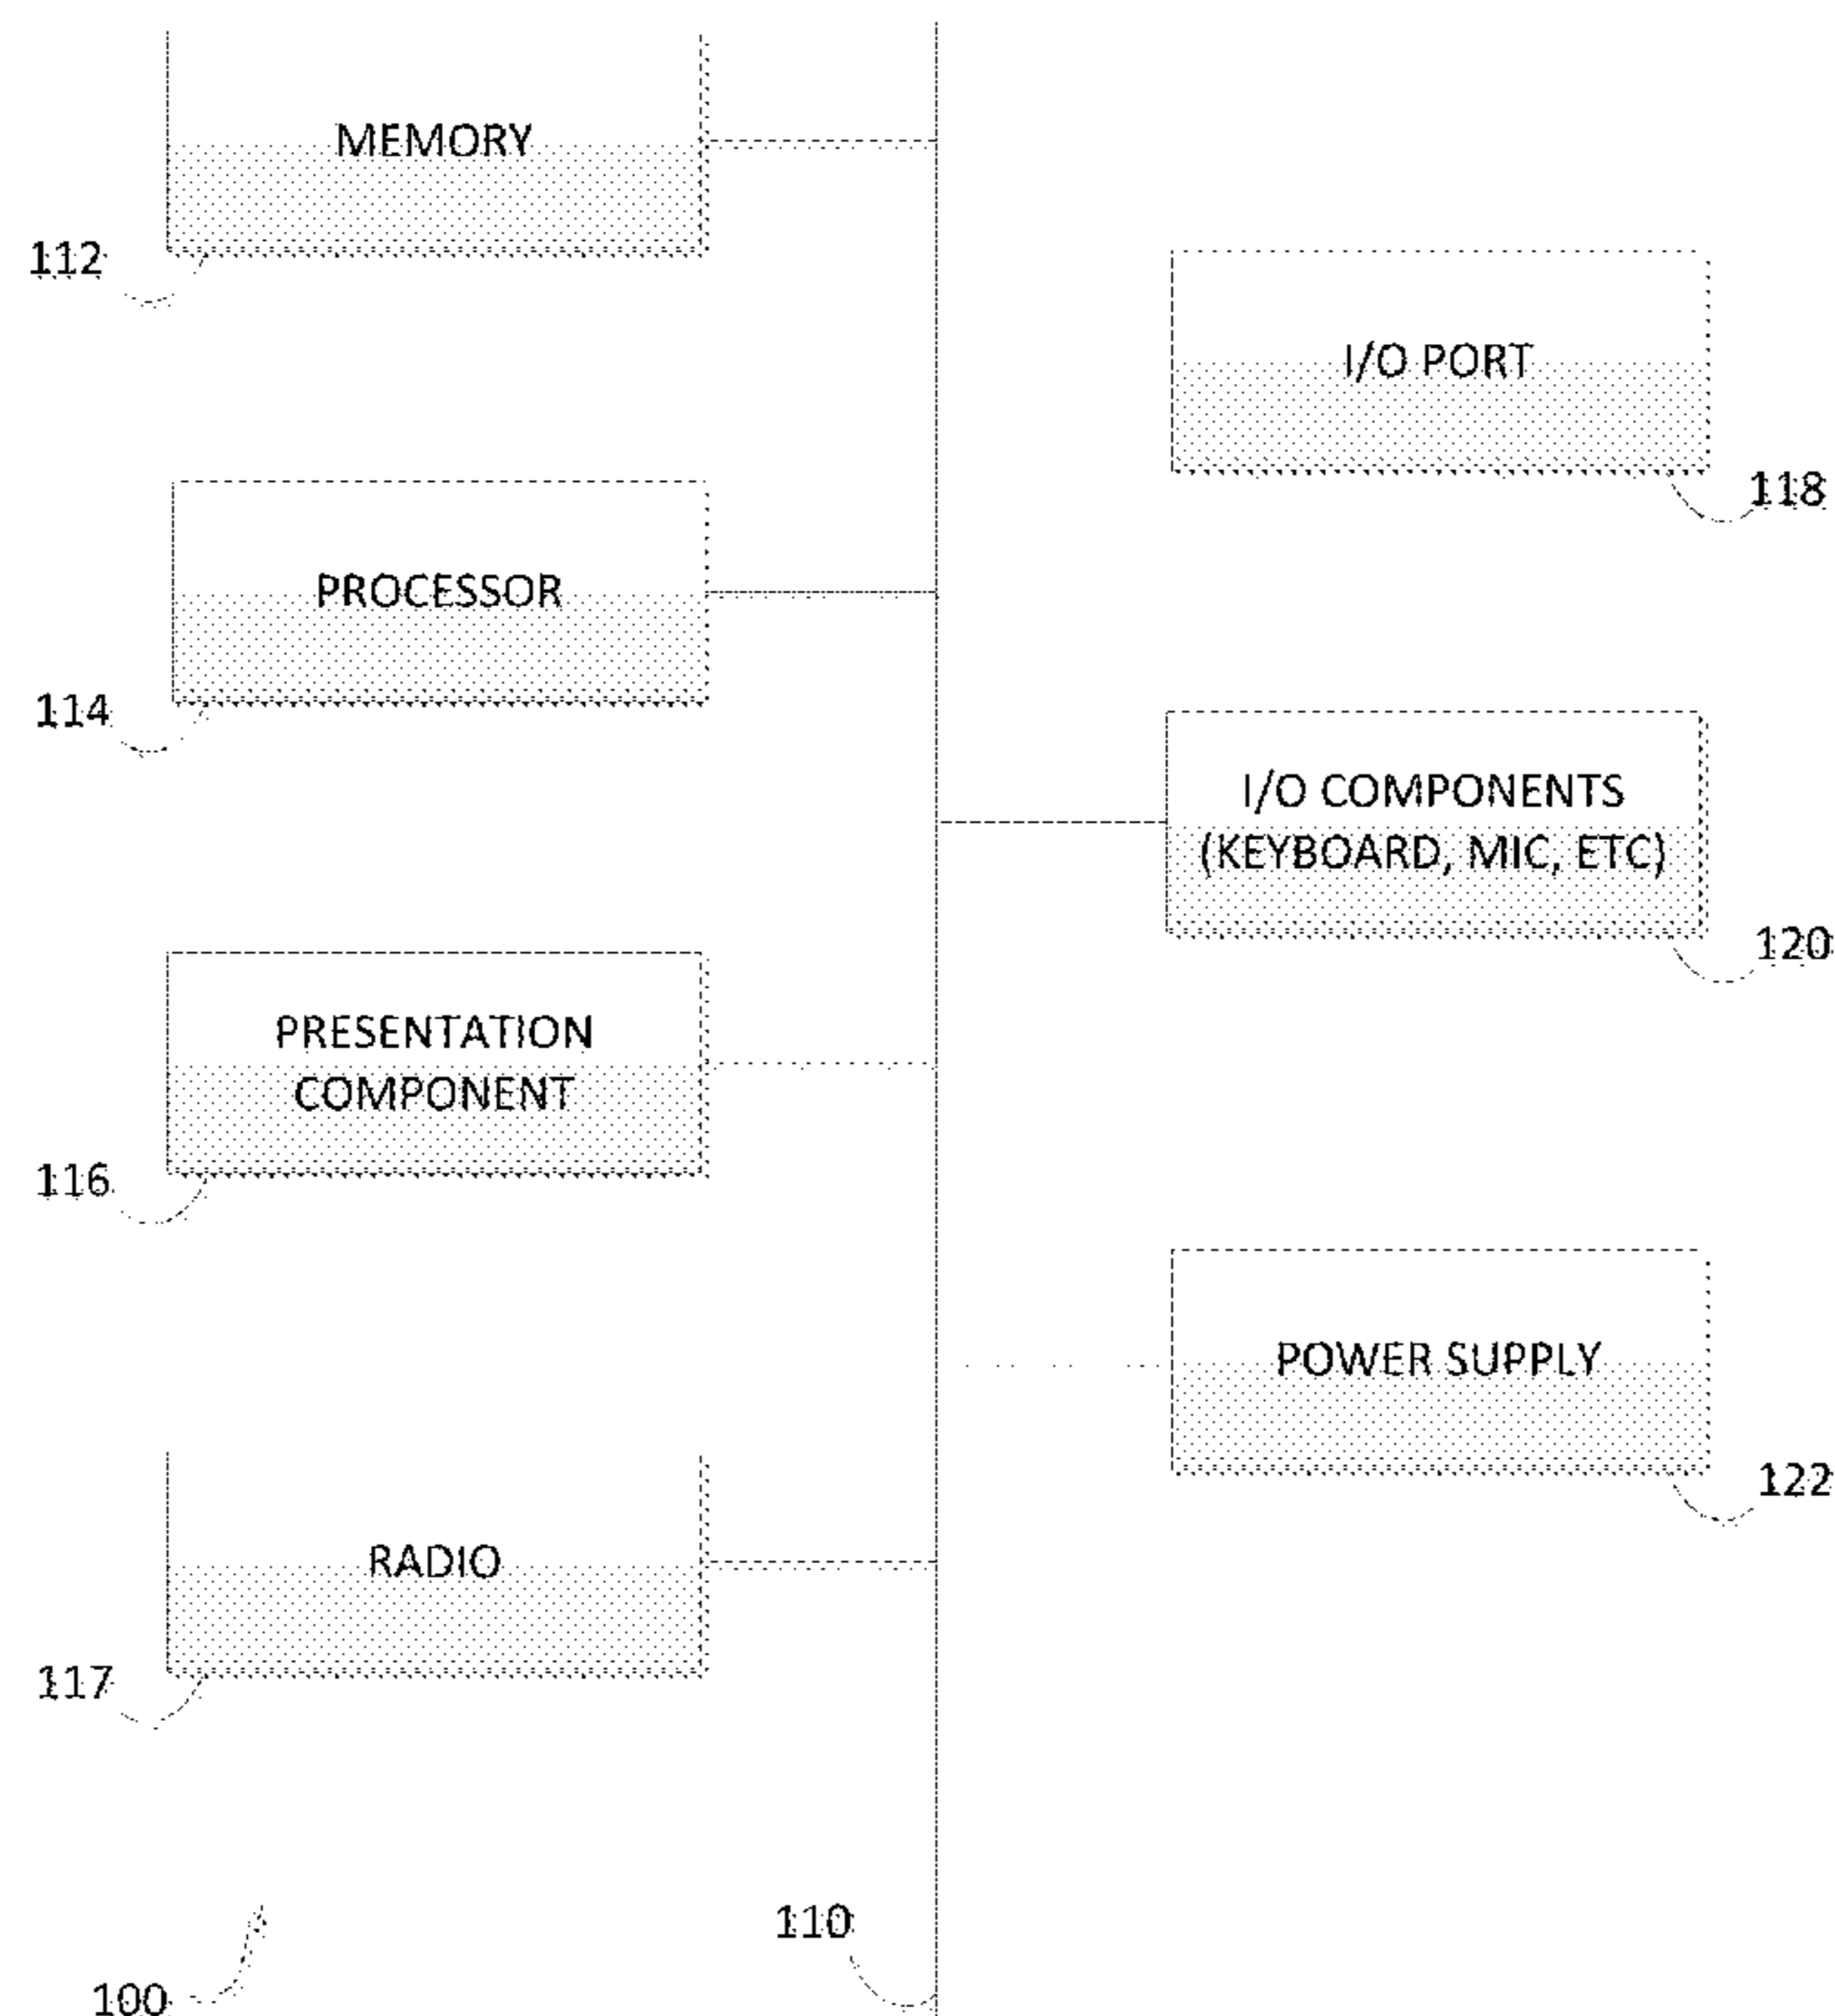 MEMORY
112
I/O PORT
118
PROCESSOR
114
I/O COMPONENTS
(KEYBOARD, MIC, ETC)
120
PRESENTATION
COMPONENT
116
POWER SUPPLY
122
RADIO
117
110
100